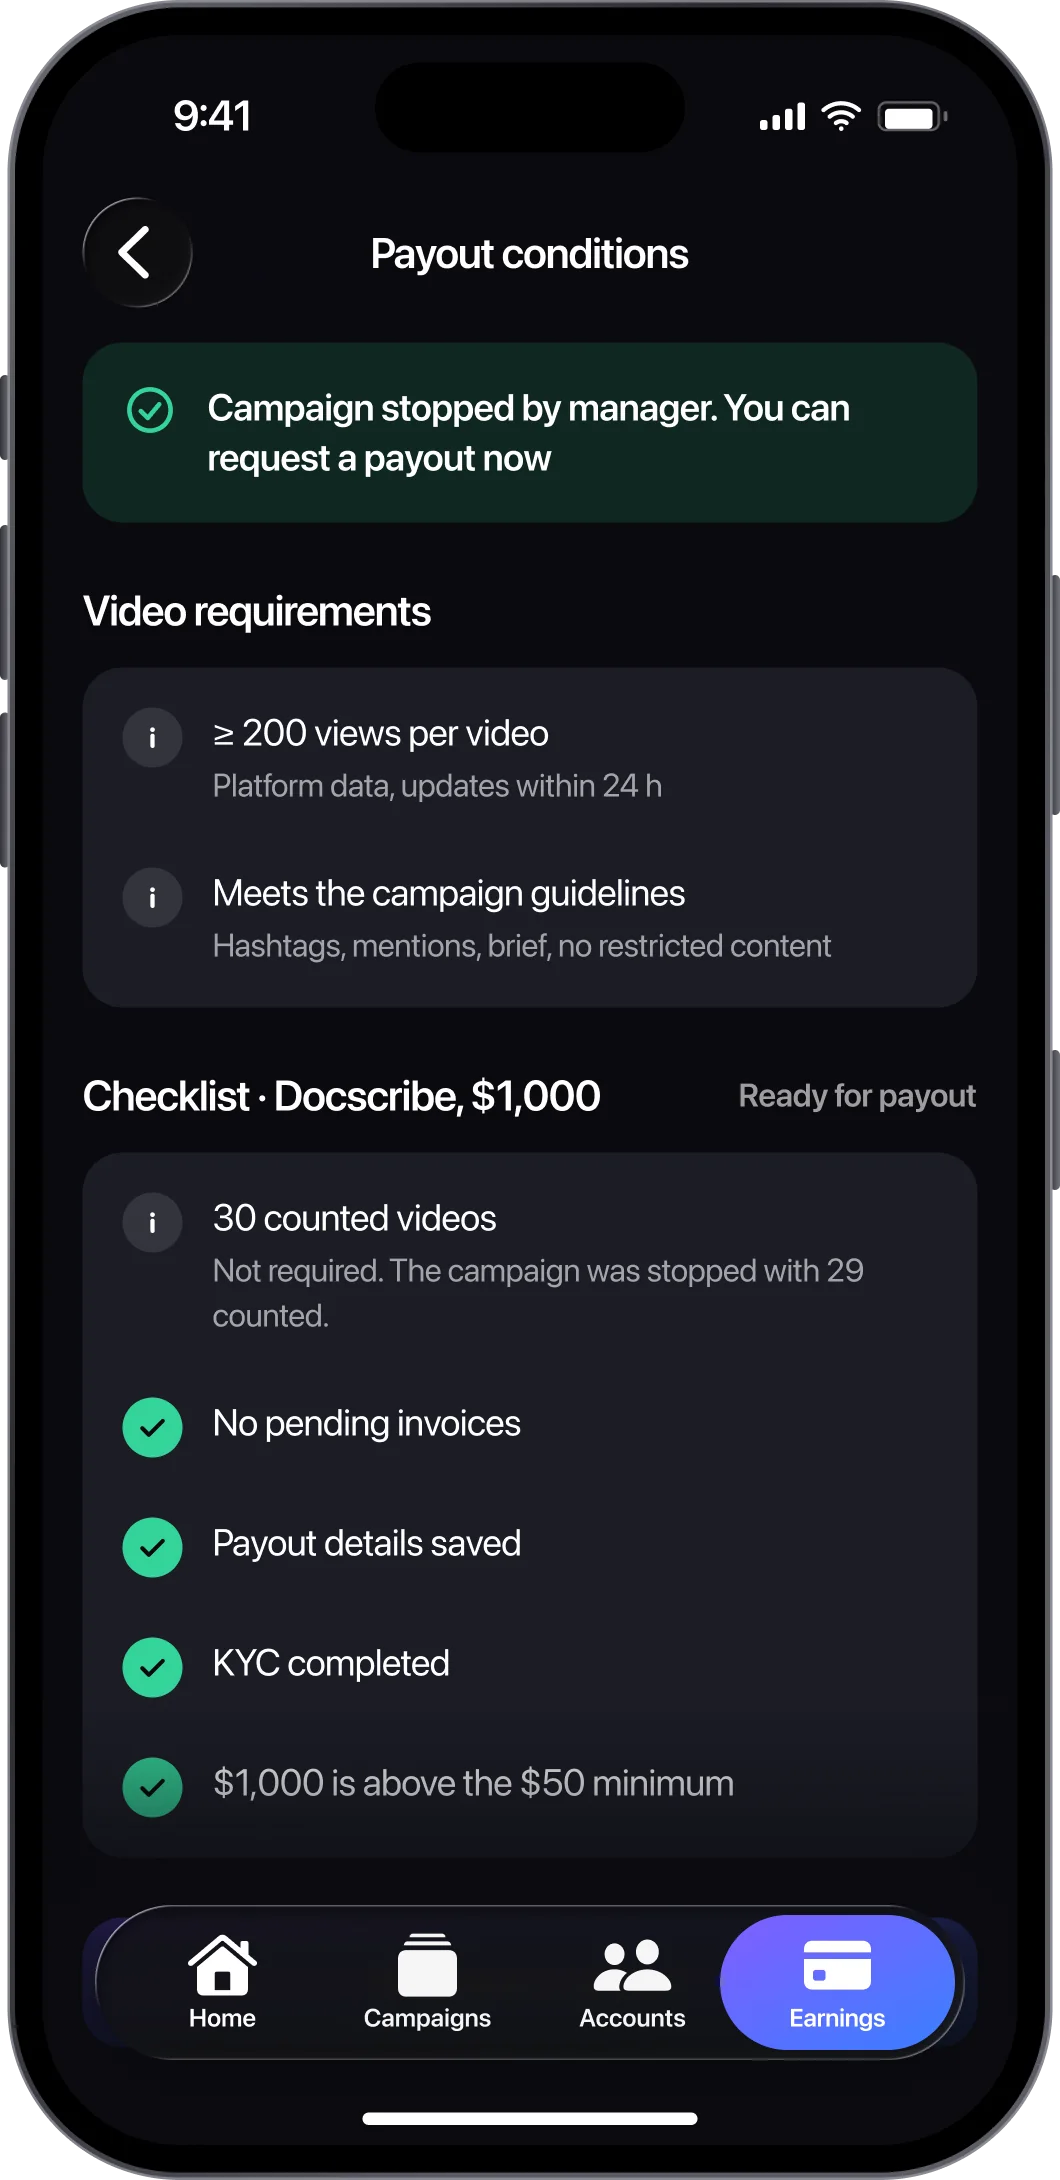 9:41
Payout conditions
Campaign stopped by manager. You can
request a payout now
Video requirements
≥ 200 views per video
Platform data, updates within 24 h
Meets the campaign guidelines
Hashtags, mentions, brief, no restricted content
Checklist · Docscribe, $1,000
Ready for payout
30 counted videos
Not required. The campaign was stopped with 29
counted.
No pending invoices
Payout details saved
KYC completed
$1,000 is above the $50 minimum
Home
Campaigns
Accounts
Earnings